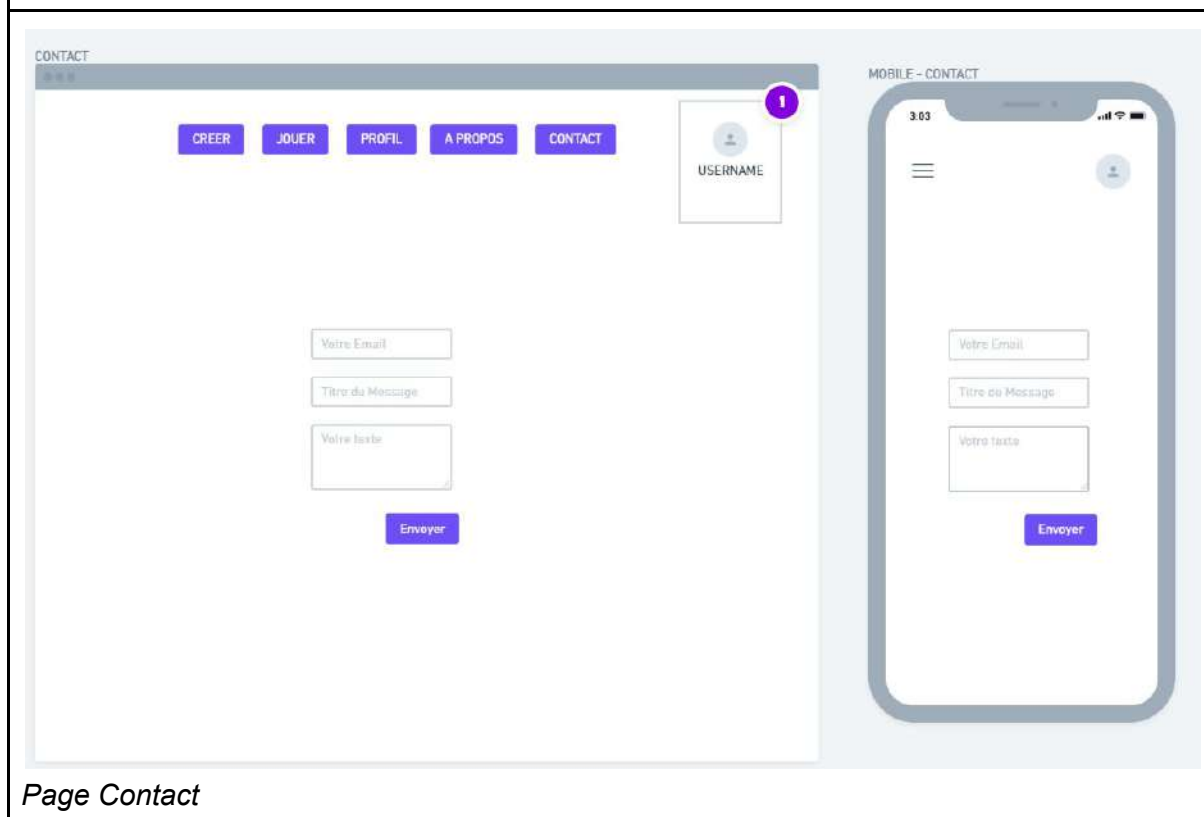 CONTACT
CREER JOUER PROFIL A PROPOS CONTACT
1
USERNAME
Votre Email
Titre du Message
Votre texte
Envoyer
MOBILE - CONTACT
3:03
Votre Email
Titre du Message
Votre texte
Envoyer
Page Contact